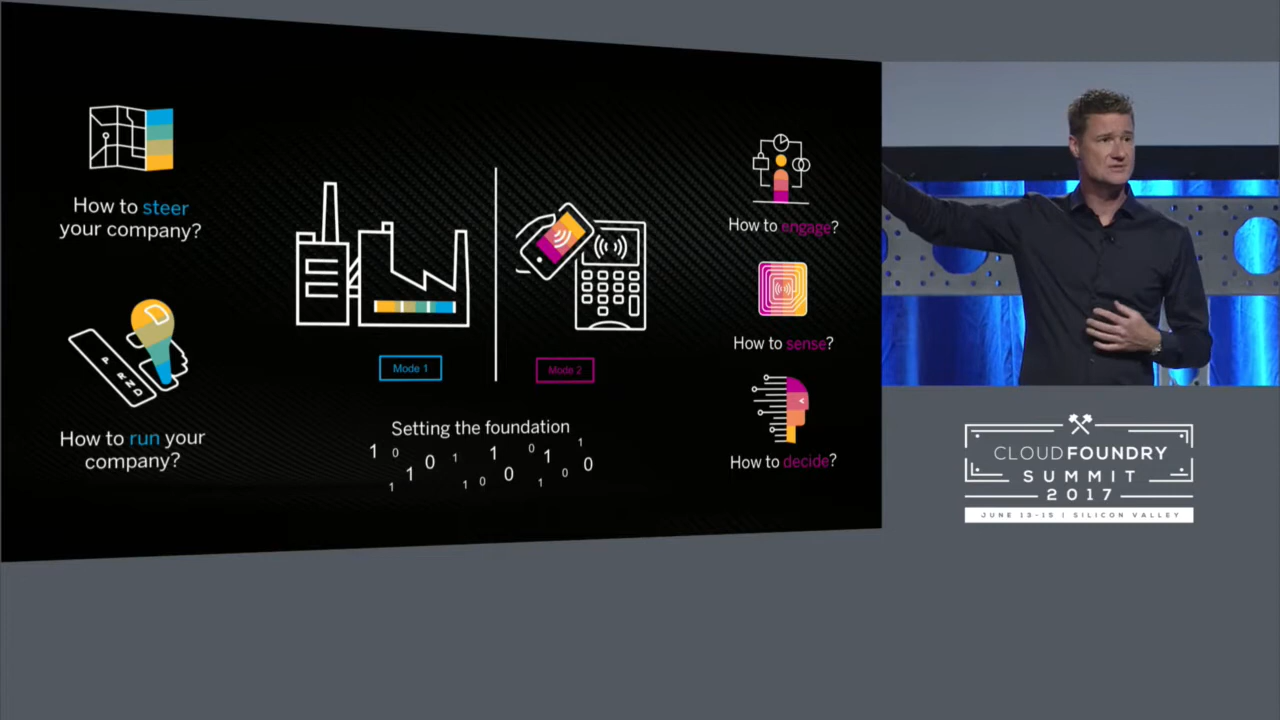 How to steer
your company?
P R N D
How to run your
company?
Mode 1
Mode 2
Setting the foundation
1 0 1 0 1 1 0 1 1 0
1 1 0 0 1 0
How to engage?
How to sense?
How to decide?
CLOUDFOUNDRY
SUMMIT
2017
JUNE 13-15 | SILICON VALLEY